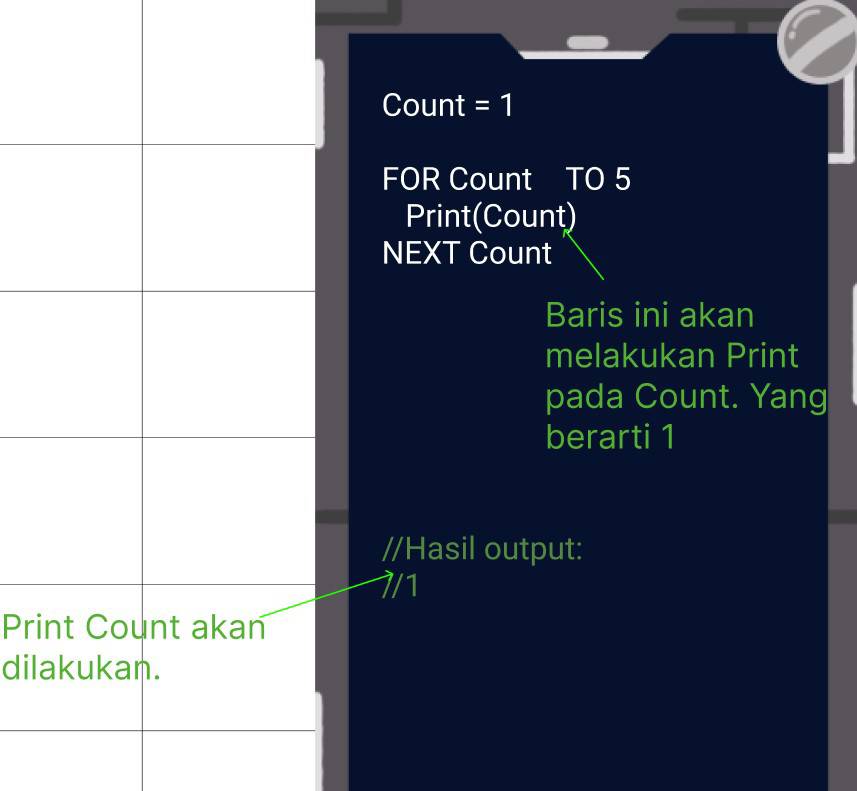 Count = 1
FOR Count TO 5
Print(Count)
NEXT Count
Baris ini akan
melakukan Print
pada Count. Yang
berarti 1
//Hasil output:
//1
Print Count akan
dilakukan.